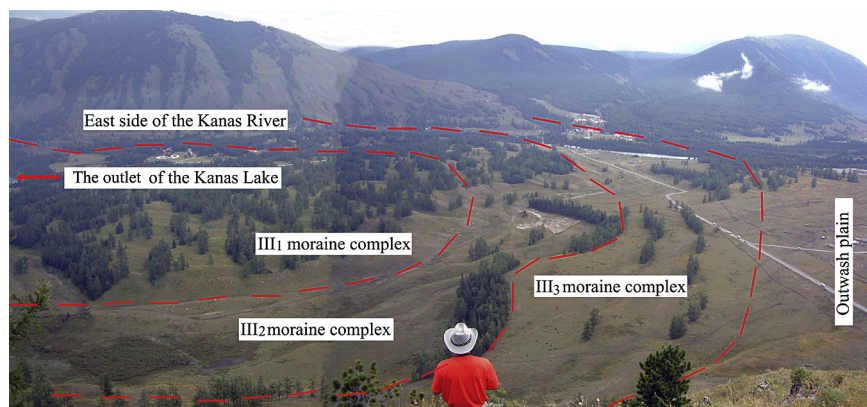 East side of the Kanas River
The outlet of the Kanas Lake
III₁ moraine complex
III₂ moraine complex
III₃ moraine complex
Outwash plain